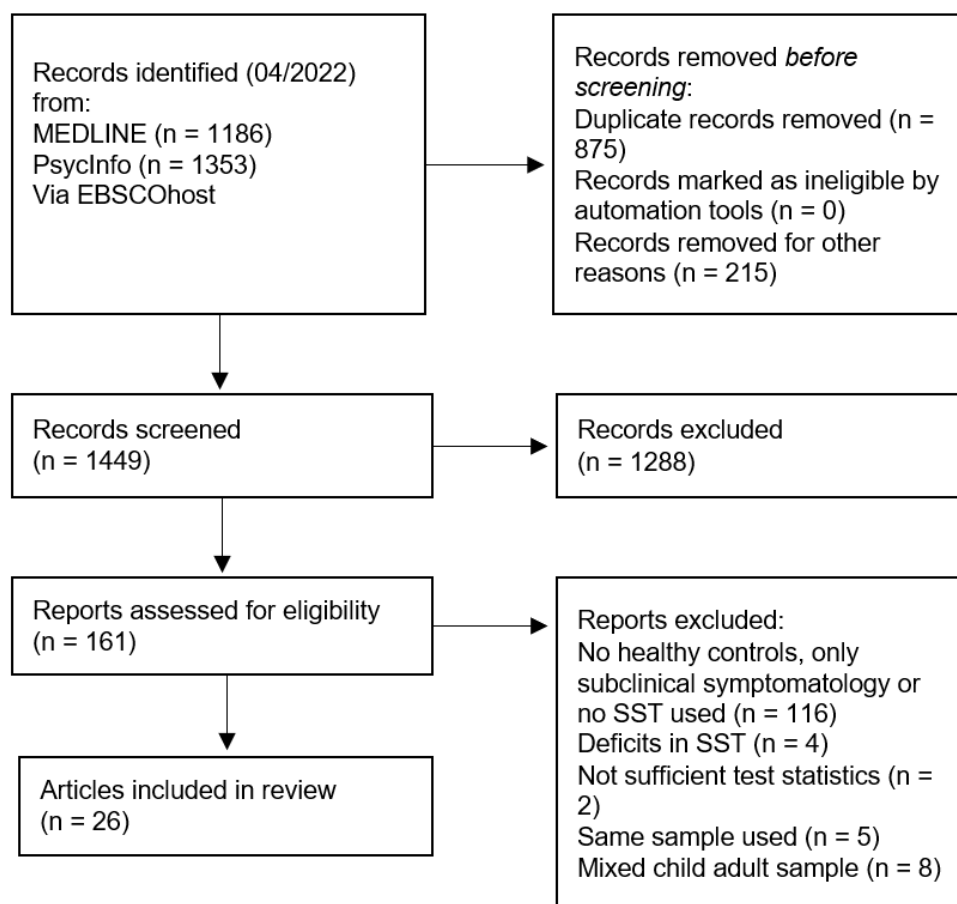 Records identified (04/2022)
from:
MEDLINE (n = 1186)
PsycInfo (n = 1353)
Via EBSCOhost
Records removed before
screening:
Duplicate records removed (n =
875)
Records marked as ineligible by
automation tools (n = 0)
Records removed for other
reasons (n = 215)
Records screened
(n = 1449)
Records excluded
(n = 1288)
Reports assessed for eligibility
(n = 161)
Reports excluded:
No healthy controls, only
subclinical symptomatology or
no SST used (n = 116)
Deficits in SST (n = 4)
Not sufficient test statistics (n =
2)
Same sample used (n = 5)
Mixed child adult sample (n = 8)
Articles included in review
(n = 26)